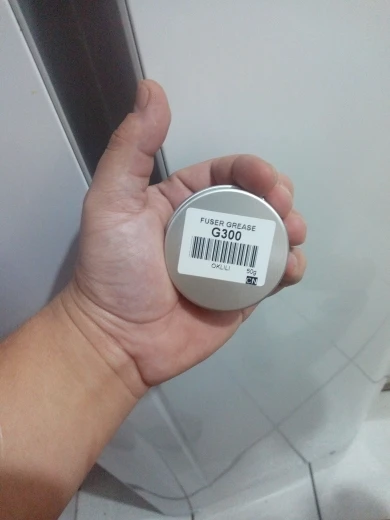 FUSER GREASE
G300
OKLILI
50g
CN